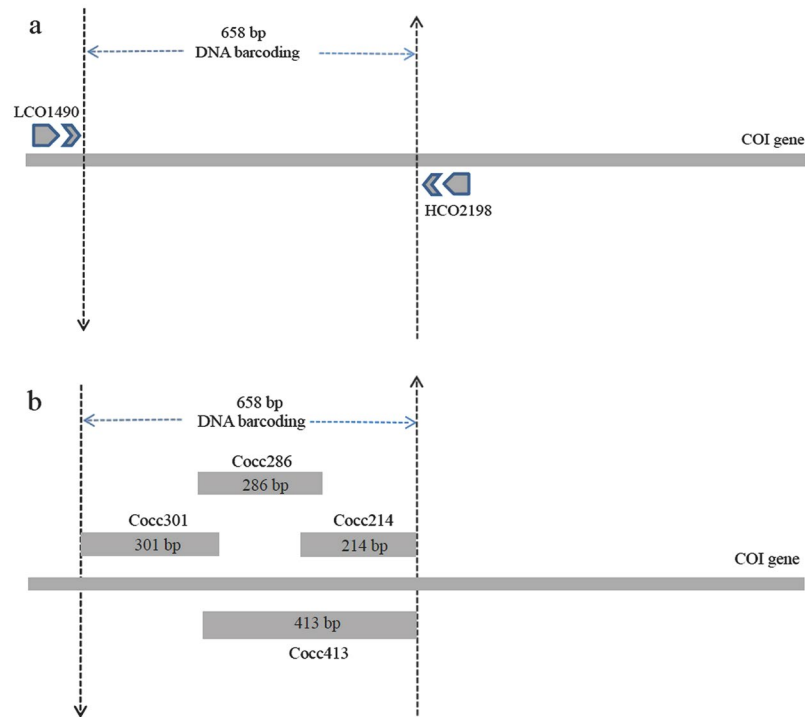 a
658 bp
DNA barcoding
LCO1490
COI gene
HCO2198
b
658 bp
DNA barcoding
Cocc286
286 bp
Cocc301
Cocc214
301 bp
214 bp
COI gene
413 bp
Cocc413